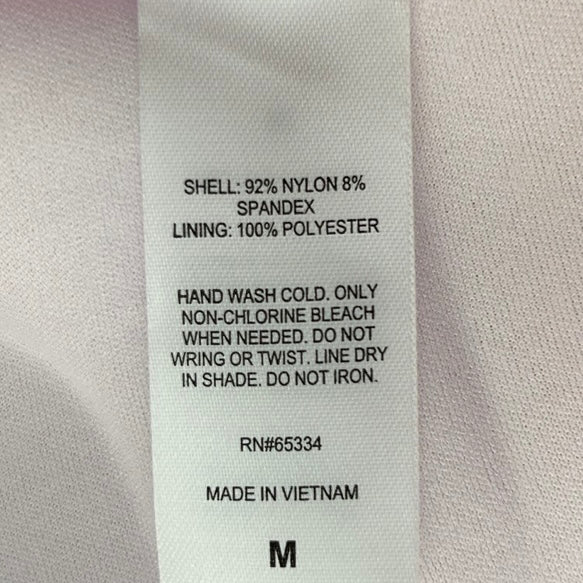 SHELL: 92% NYLON 8%
SPANDEX
LINING: 100% POLYESTER
HAND WASH COLD. ONLY
NON-CHLORINE BLEACH
WHEN NEEDED. DO NOT
WRING OR TWIST. LINE DRY
IN SHADE. DO NOT IRON.
RN#65334
MADE IN VIETNAM
M